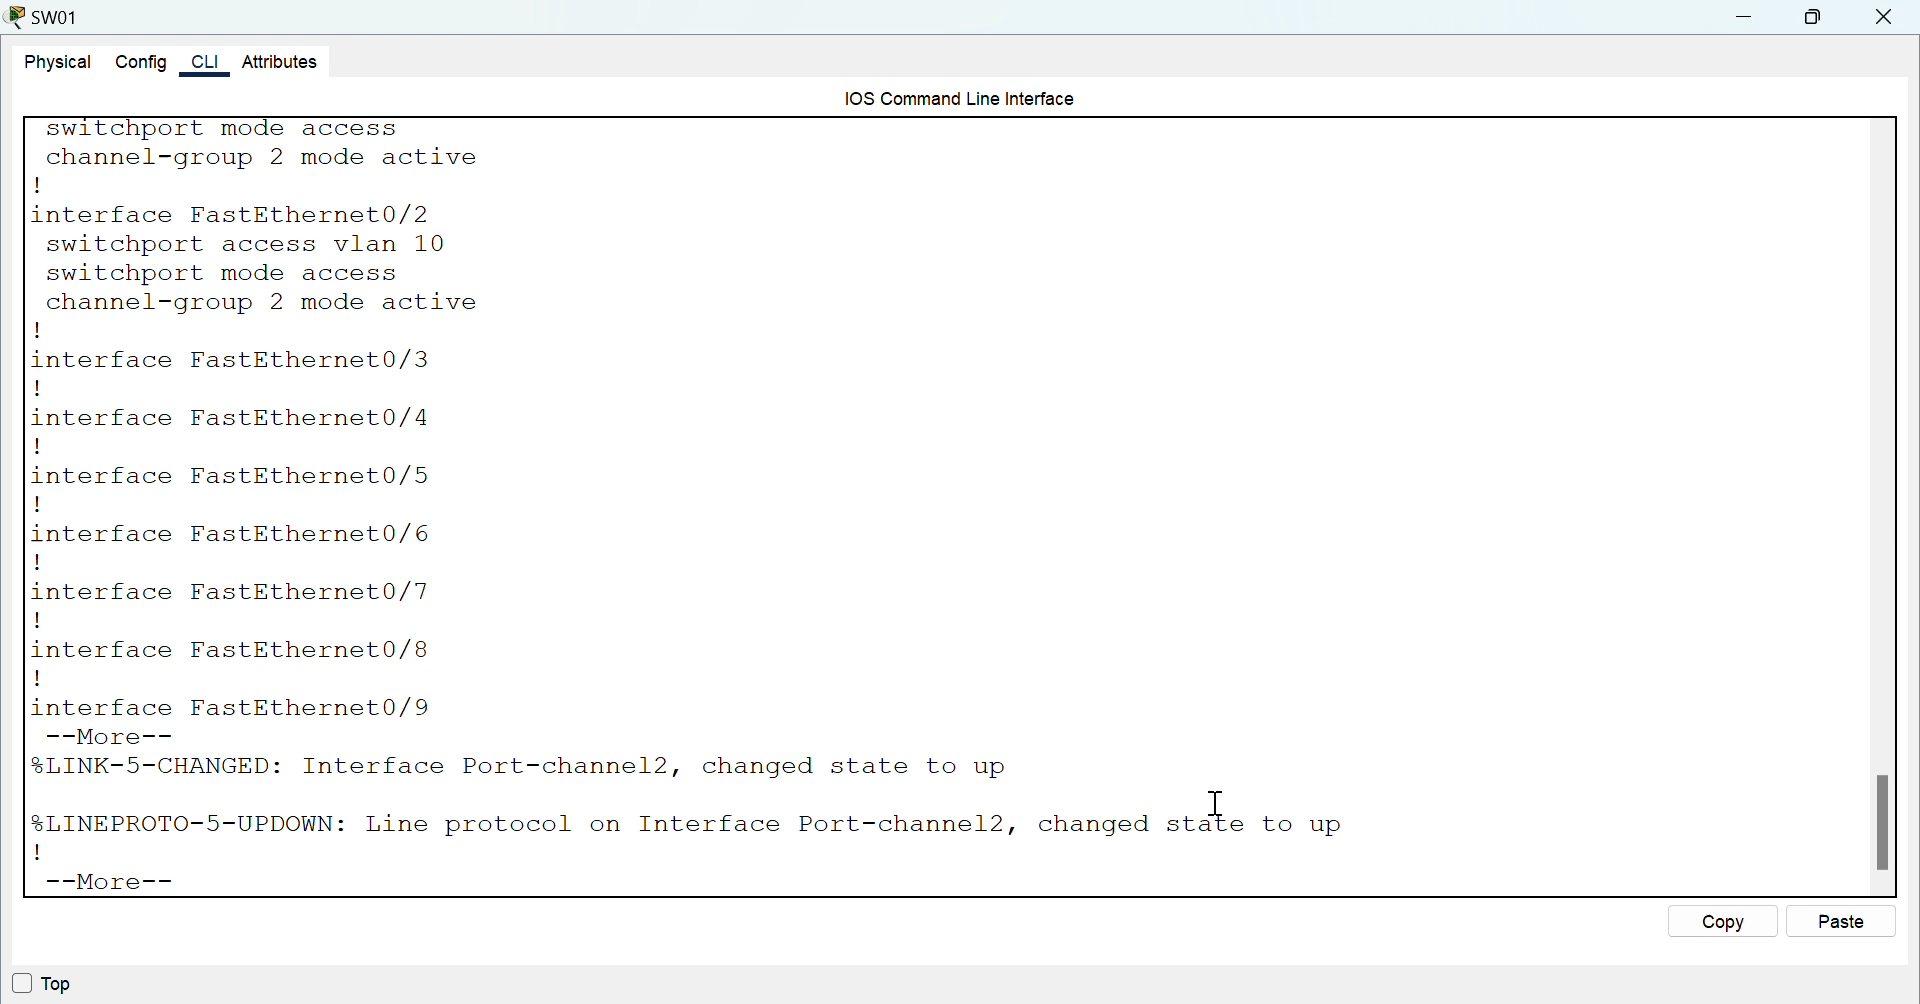 SW01
Physical Config CLI Attributes
IOS Command Line Interface
switchport mode access
channel-group 2 mode active
!
interface FastEthernet0/2
switchport access vlan 10
switchport mode access
channel-group 2 mode active
!
interface FastEthernet0/3
!
interface FastEthernet0/4
!
interface FastEthernet0/5
!
interface FastEthernet0/6
!
interface FastEthernet0/7
!
interface FastEthernet0/8
!
interface FastEthernet0/9
--More--
%LINK-5-CHANGED: Interface Port-channel2, changed state to up
%LINEPROTO-5-UPDOWN: Line protocol on Interface Port-channel2, changed state to up
!
--More--
Copy Paste
Top